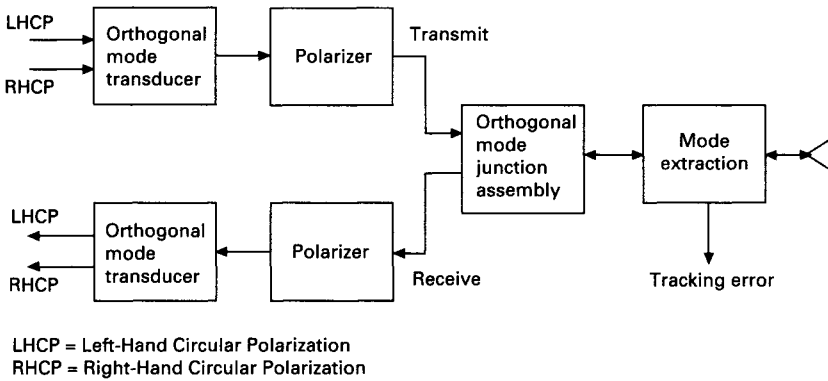 LHCP
RHCP
Orthogonal
mode
transducer
Polarizer
Transmit
Orthogonal
mode
junction
assembly
Mode
extraction
LHCP
RHCP
Orthogonal
mode
transducer
Polarizer
Receive
Tracking error
LHCP = Left-Hand Circular Polarization
RHCP = Right-Hand Circular Polarization